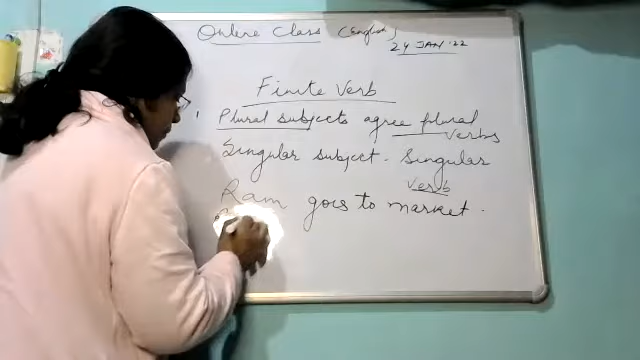 Online Class (English)
24 JAN '22
Finite Verb
Plural subjects agree plural
verbs
Singular subject - Singular
Verb
Ram goes to market.